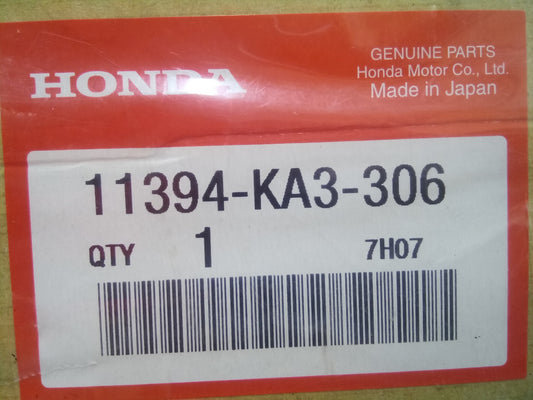 HONDA
GENUINE PARTS
Honda Motor Co., Ltd.
Made in Japan
11394-KA3-306
QTY 1 7H07